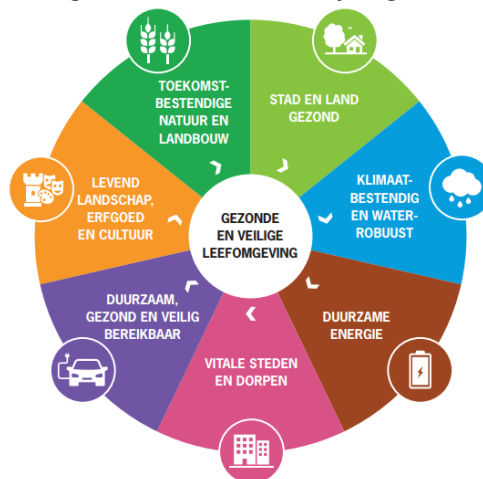 TOEKOMST-
BESTENDIGE
NATUUR EN
LANDBOUW
STAD EN LAND
GEZOND
KLIMAAT-
BESTENDIG
EN WATER-
ROBUUST
DUURZAME
ENERGIE
VITALE STEDEN
EN DORPEN
DUURZAAM,
GEZOND EN VEILIG
BEREIKBAAR
LEVEND
LANDSCHAP,
ERFGOED
EN CULTUUR
GEZONDE
EN VEILIGE
LEEFOMGEVING